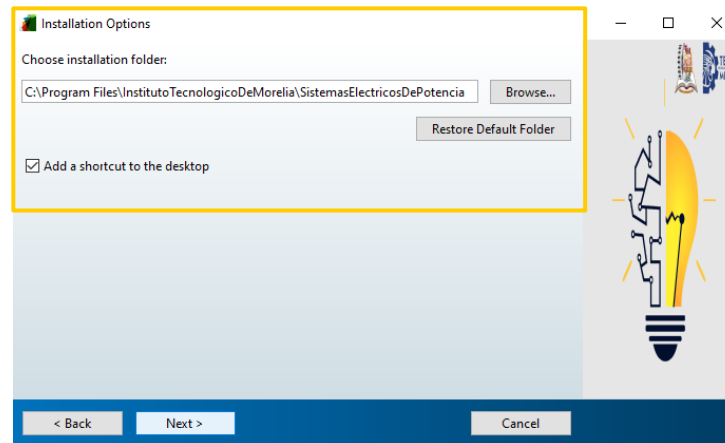 Installation Options
Choose installation folder:
C:\Program Files\InstitutoTecnologicoDeMorelia\SistemasElectricosDePotencia
Browse...
Restore Default Folder
Add a shortcut to the desktop
< Back
Next >
Cancel